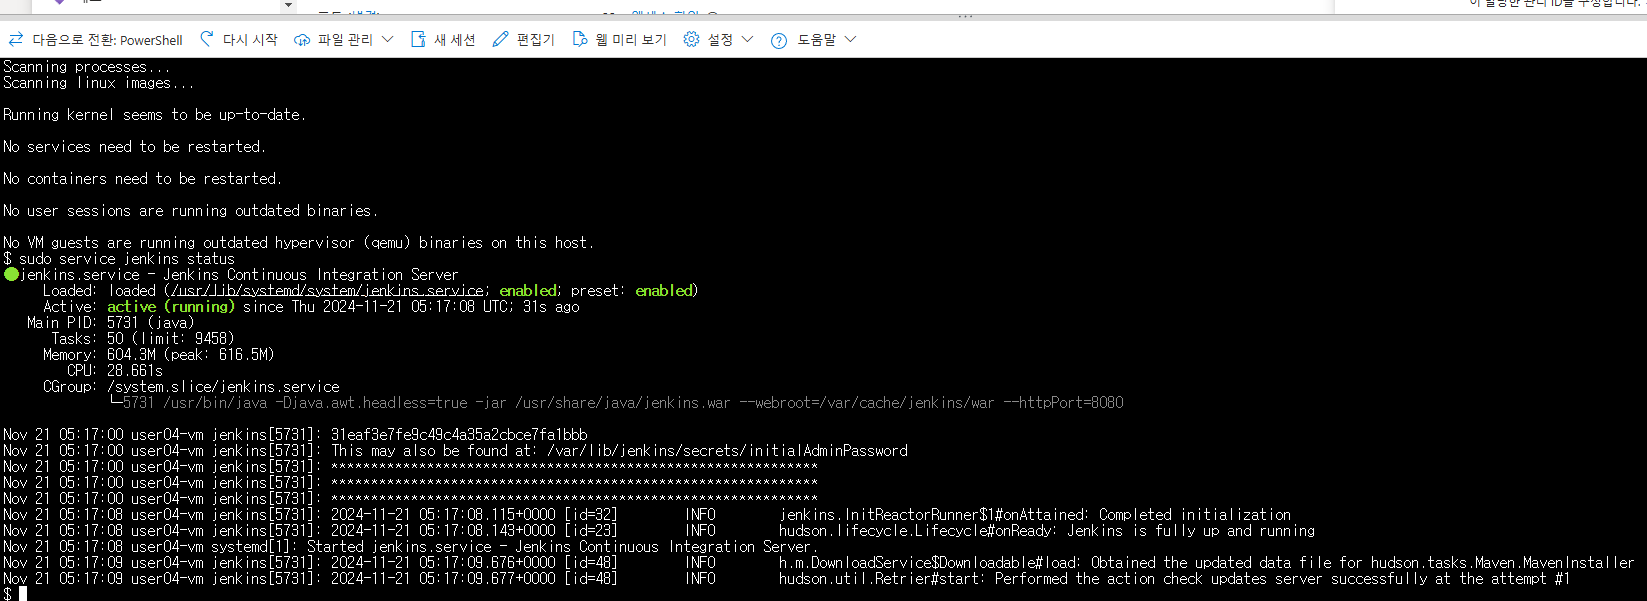 다음으로 전환: PowerShell 다시 시작 파일 관리 새 세션 편집기 웹 미리 보기 설정 도움말
Scanning processes...
Scanning linux images...
Running kernel seems to be up-to-date.
No services need to be restarted.
No containers need to be restarted.
No user sessions are running outdated binaries.
No VM guests are running outdated hypervisor (qemu) binaries on this host.
$ sudo service jenkins status
●jenkins.service - Jenkins Continuous Integration Server
Loaded: loaded (/usr/lib/systemd/system/jenkins.service; enabled; preset: enabled)
Active: active (running) since Thu 2024-11-21 05:17:08 UTC; 31s ago
Main PID: 5731 (java)
Tasks: 50 (limit: 9458)
Memory: 604.3M (peak: 616.5M)
CPU: 28.661s
CGroup: /system.slice/jenkins.service
└─5731 /usr/bin/java -Djava.awt.headless=true -jar /usr/share/java/jenkins.war --webroot=/var/cache/jenkins/war --httpPort=8080
Nov 21 05:17:00 user04-vm jenkins[5731]: 31eaf3e7fe9c49c4a35a2cbce7fa1bbb
Nov 21 05:17:00 user04-vm jenkins[5731]: This may also be found at: /var/lib/jenkins/secrets/initialAdminPassword
Nov 21 05:17:00 user04-vm jenkins[5731]: *************************************************************
Nov 21 05:17:00 user04-vm jenkins[5731]: *************************************************************
Nov 21 05:17:00 user04-vm jenkins[5731]: *************************************************************
Nov 21 05:17:08 user04-vm jenkins[5731]: 2024-11-21 05:17:08.115+0000 [id=32] INFO jenkins.InitReactorRunner$1#onAttained: Completed initialization
Nov 21 05:17:08 user04-vm jenkins[5731]: 2024-11-21 05:17:08.143+0000 [id=23] INFO hudson.lifecycle.Lifecycle#onReady: Jenkins is fully up and running
Nov 21 05:17:08 user04-vm systemd[1]: Started jenkins.service - Jenkins Continuous Integration Server.
Nov 21 05:17:09 user04-vm jenkins[5731]: 2024-11-21 05:17:09.676+0000 [id=48] INFO h.m.DownloadService$Downloadable#load: Obtained the updated data file for hudson.tasks.Maven.MavenInstaller
Nov 21 05:17:09 user04-vm jenkins[5731]: 2024-11-21 05:17:09.677+0000 [id=48] INFO hudson.util.Retrier#start: Performed the action check updates server successfully at the attempt #1
$